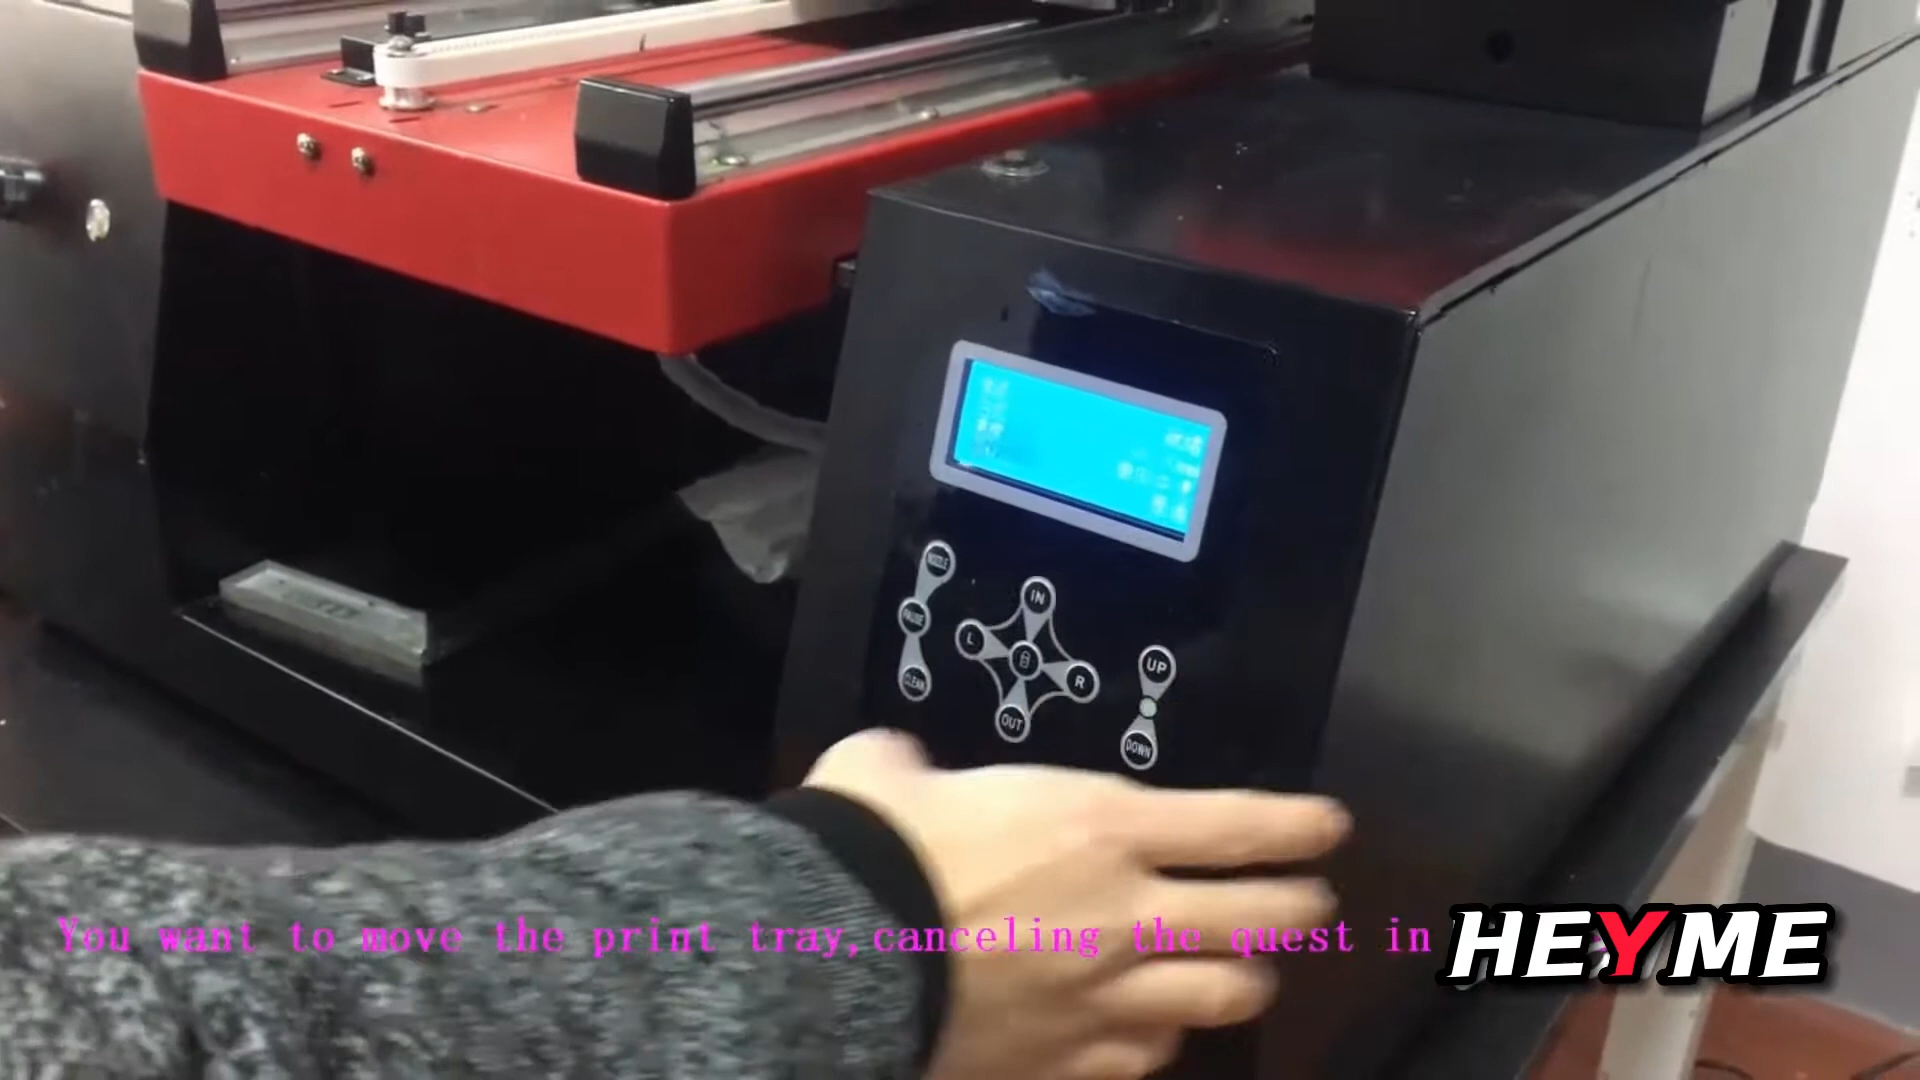 NOZZLE
IN
PAUSE
L
R
UP
CLEAN
OUT
DOWN
You want to move the print tray,canceling the quest in
HEYME